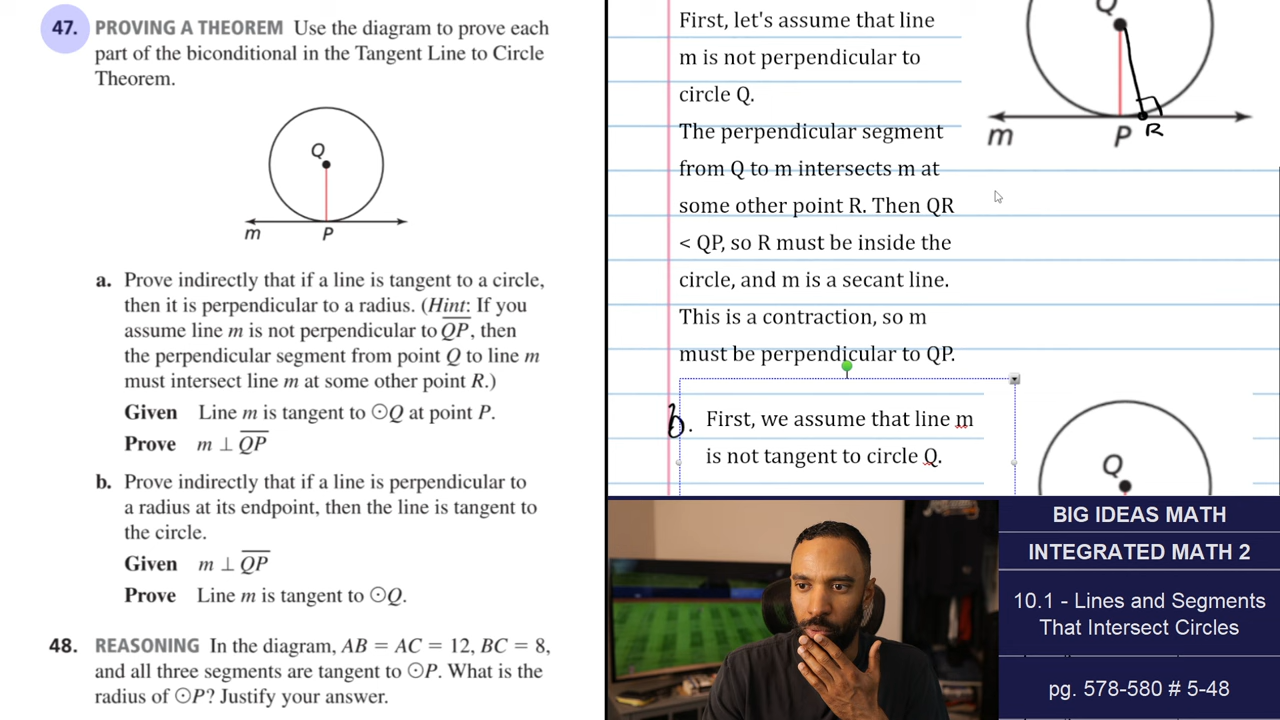 47. PROVING A THEOREM Use the diagram to prove each
part of the biconditional in the Tangent Line to Circle
Theorem.
Q
m
P
a. Prove indirectly that if a line is tangent to a circle,
then it is perpendicular to a radius. (Hint: If you
assume line m is not perpendicular to QP, then
the perpendicular segment from point Q to line m
must intersect line m at some other point R.)
Given Line m is tangent to ⊙Q at point P.
Prove m ⊥ QP
b. Prove indirectly that if a line is perpendicular to
a radius at its endpoint, then the line is tangent to
the circle.
Given m ⊥ QP
Prove Line m is tangent to ⊙Q.
48. REASONING In the diagram, AB = AC = 12, BC = 8,
and all three segments are tangent to ⊙P. What is the
radius of ⊙P? Justify your answer.
First, let's assume that line
m is not perpendicular to
circle Q.
The perpendicular segment
from Q to m intersects m at
some other point R. Then QR
< QP, so R must be inside the
circle, and m is a secant line.
This is a contraction, so m
must be perpendicular to QP.
Q
m
P R
b. First, we assume that line m
is not tangent to circle Q.
Q
BIG IDEAS MATH
INTEGRATED MATH 2
10.1 - Lines and Segments
That Intersect Circles
pg. 578-580 # 5-48